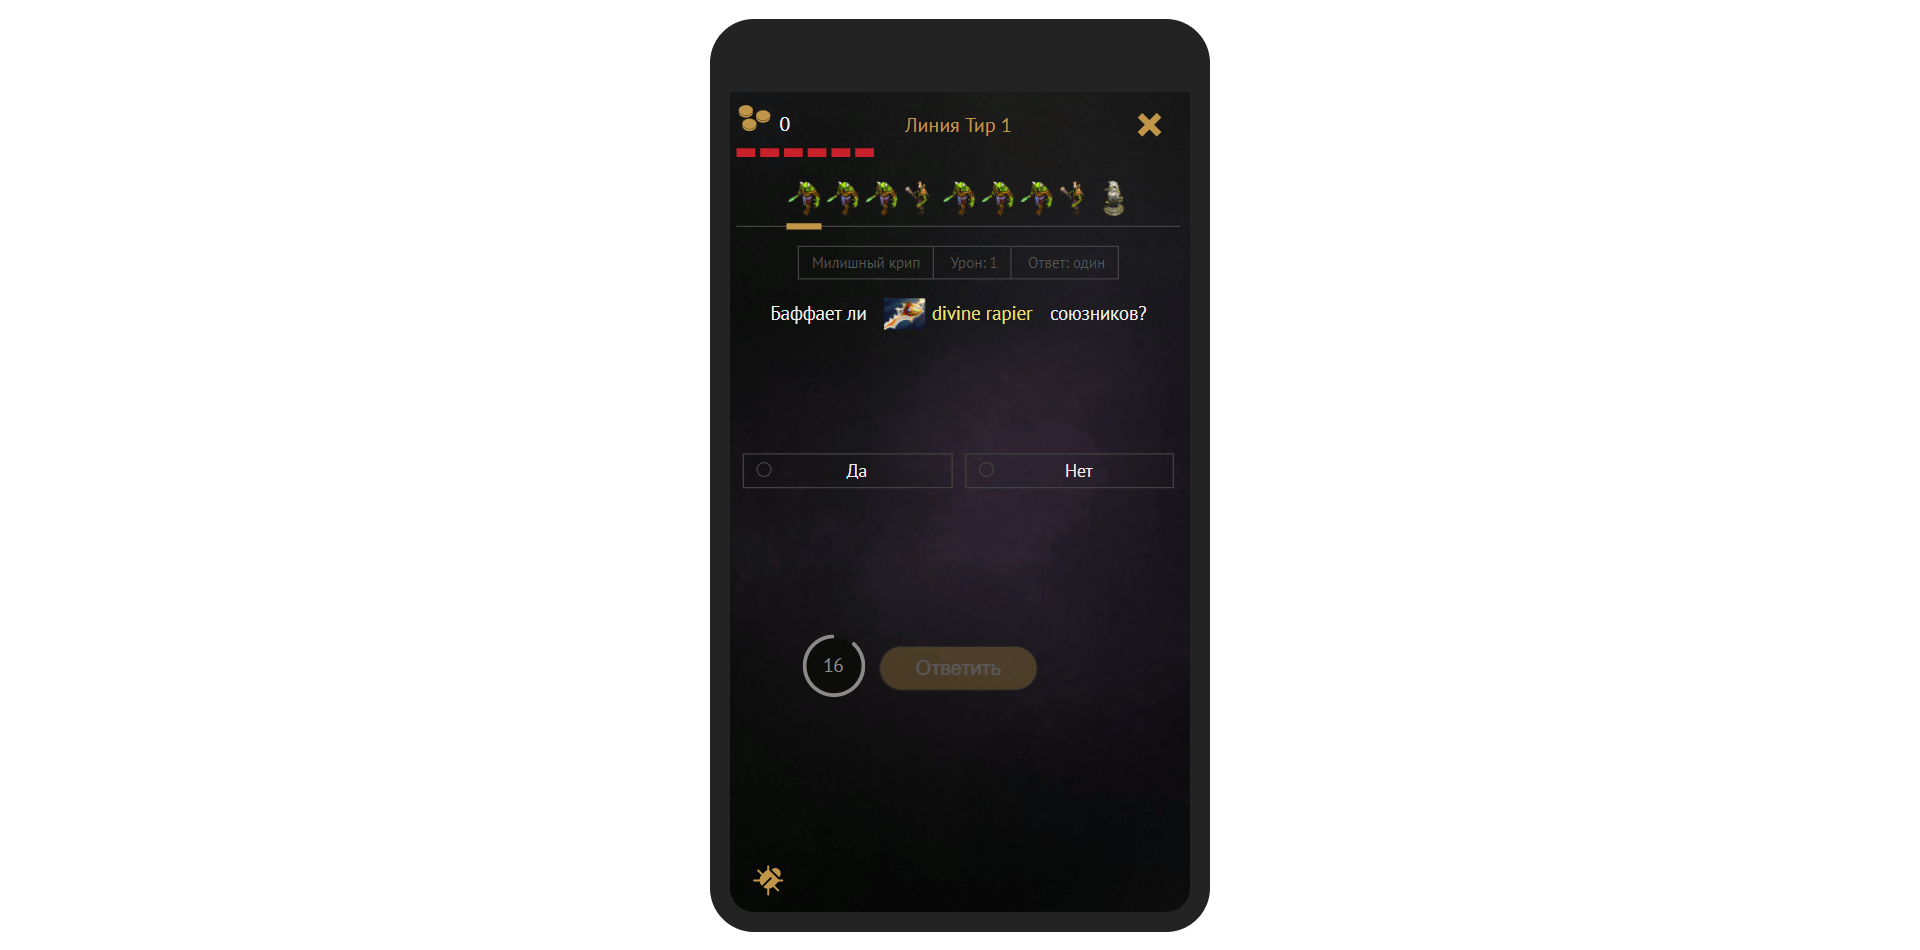 0
Линия Тир 1
Милишный крип Урон: 1 Ответ: один
Баффает ли divine rapier союзников?
Да Нет
16 Ответить